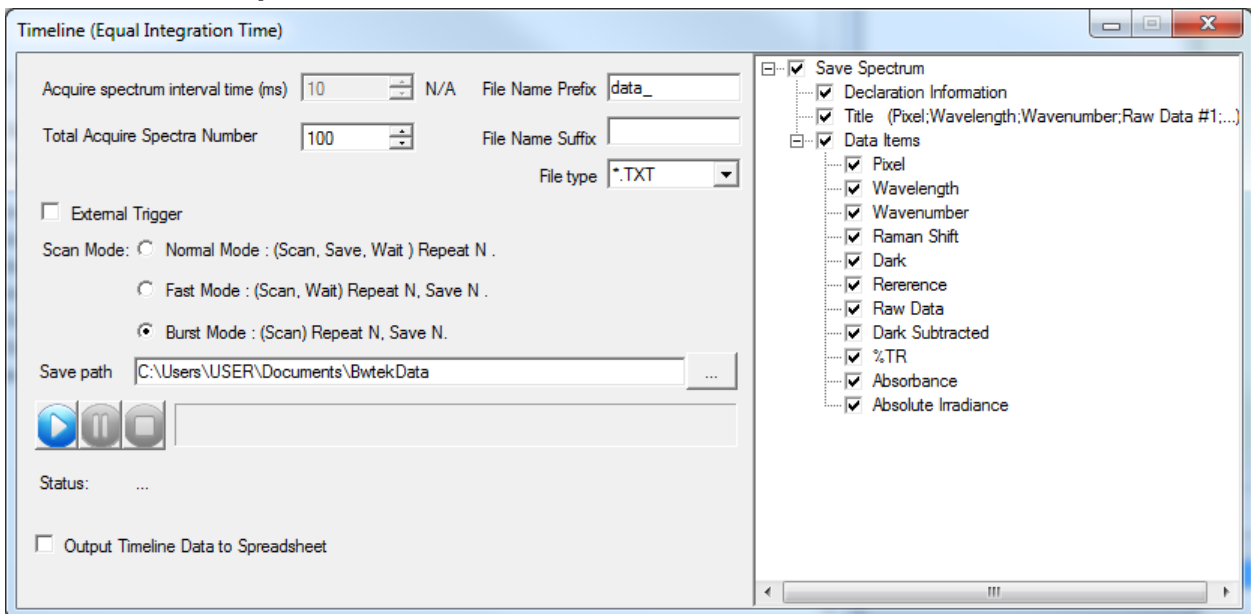 Timeline (Equal Integration Time)
Acquire spectrum interval time (ms) 10 N/A File Name Prefix data_
Total Acquire Spectra Number 100 File Name Suffix
File type *.TXT
External Trigger
Scan Mode: Normal Mode : (Scan, Save, Wait ) Repeat N .
Fast Mode : (Scan, Wait) Repeat N, Save N .
Burst Mode : (Scan) Repeat N, Save N.
Save path C:\Users\USER\Documents\BwtekData ...
Status: ...
Output Timeline Data to Spreadsheet
Save Spectrum
Declaration Information
Title (Pixel;Wavelength;Wavenumber;Raw Data #1;...)
Data Items
Pixel
Wavelength
Wavenumber
Raman Shift
Dark
Rererence
Raw Data
Dark Subtracted
%TR
Absorbance
Absolute Irradiance